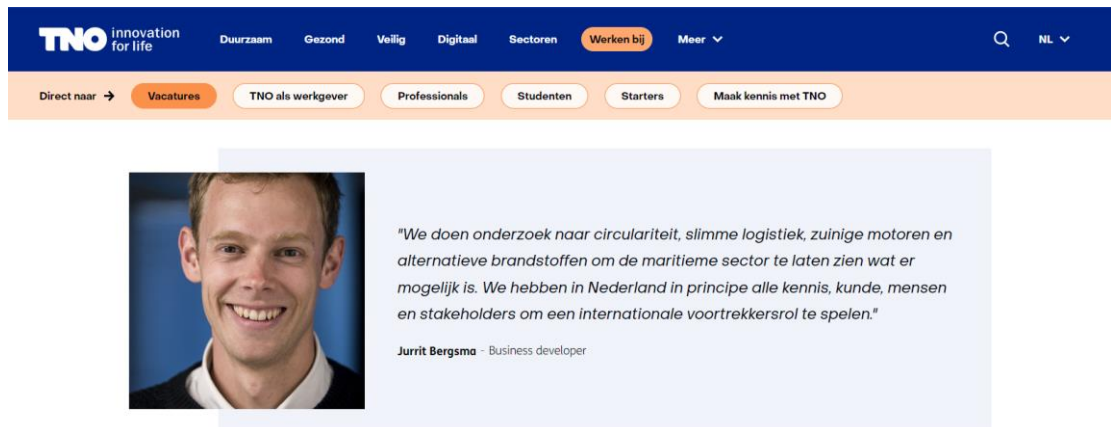 TNO innovation for life
Duurzaam Gezond Veilig Digitaal Sectoren Werken bij Meer NL
Direct naar → Vacatures TNO als werkgever Professionals Studenten Starters Maak kennis met TNO
"We doen onderzoek naar circulariteit, slimme logistiek, zuinige motoren en
alternatieve brandstoffen om de maritieme sector te laten zien wat er
mogelijk is. We hebben in Nederland in principe alle kennis, kunde, mensen
en stakeholders om een internationale voortrekkersrol te spelen."
Jurrit Bergsma - Business developer